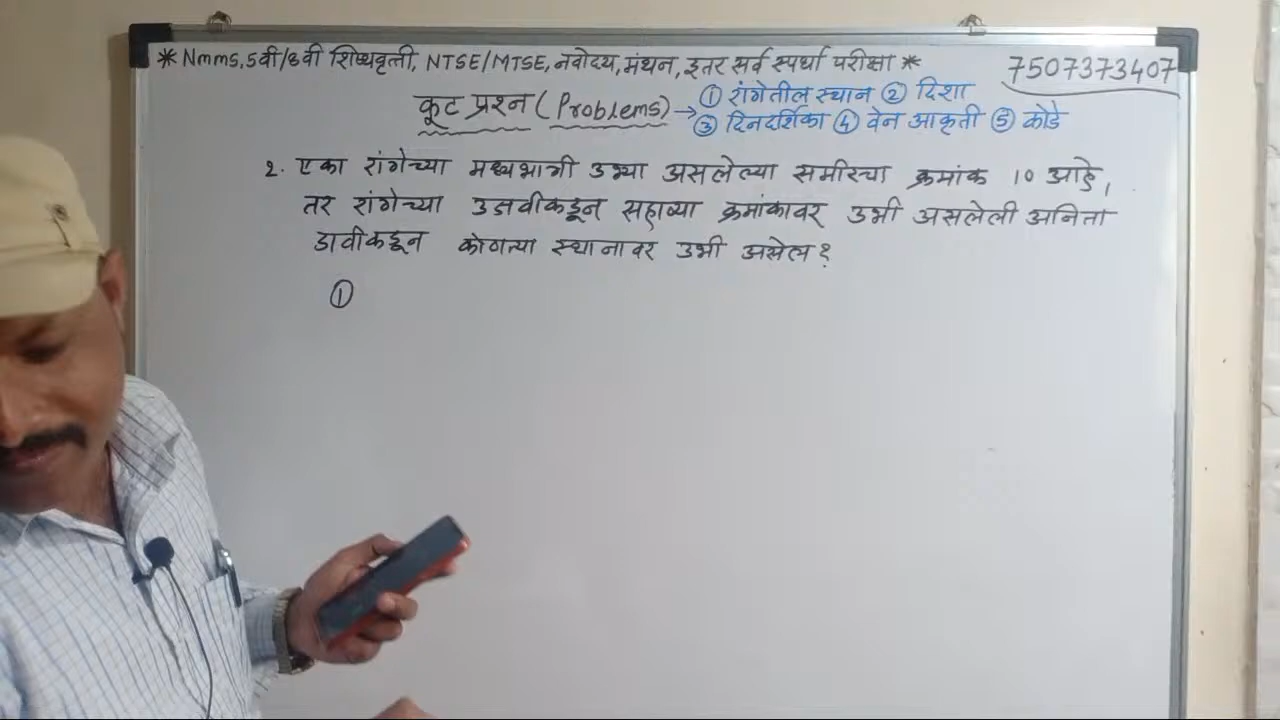 * Nmms, 5वी/8वी शिष्यवृत्ती, NTSE/MTSE, नवोदय, मंथन, इतर सर्व स्पर्धा परीक्षा *
7507373407
कूट प्रश्न (Problems) → ① रांगेतील स्थान ② दिशा
③ दिनदर्शिका ④ वेन आकृती ⑤ कोडे
२. एका रांगेच्या मध्यभागी उभ्या असलेल्या समीरचा क्रमांक 10 आहे,
तर रांगेच्या उजवीकडून सहाव्या क्रमांकावर उभी असलेली अनिता
डावीकडून कोणत्या स्थानावर उभी असेल?
①